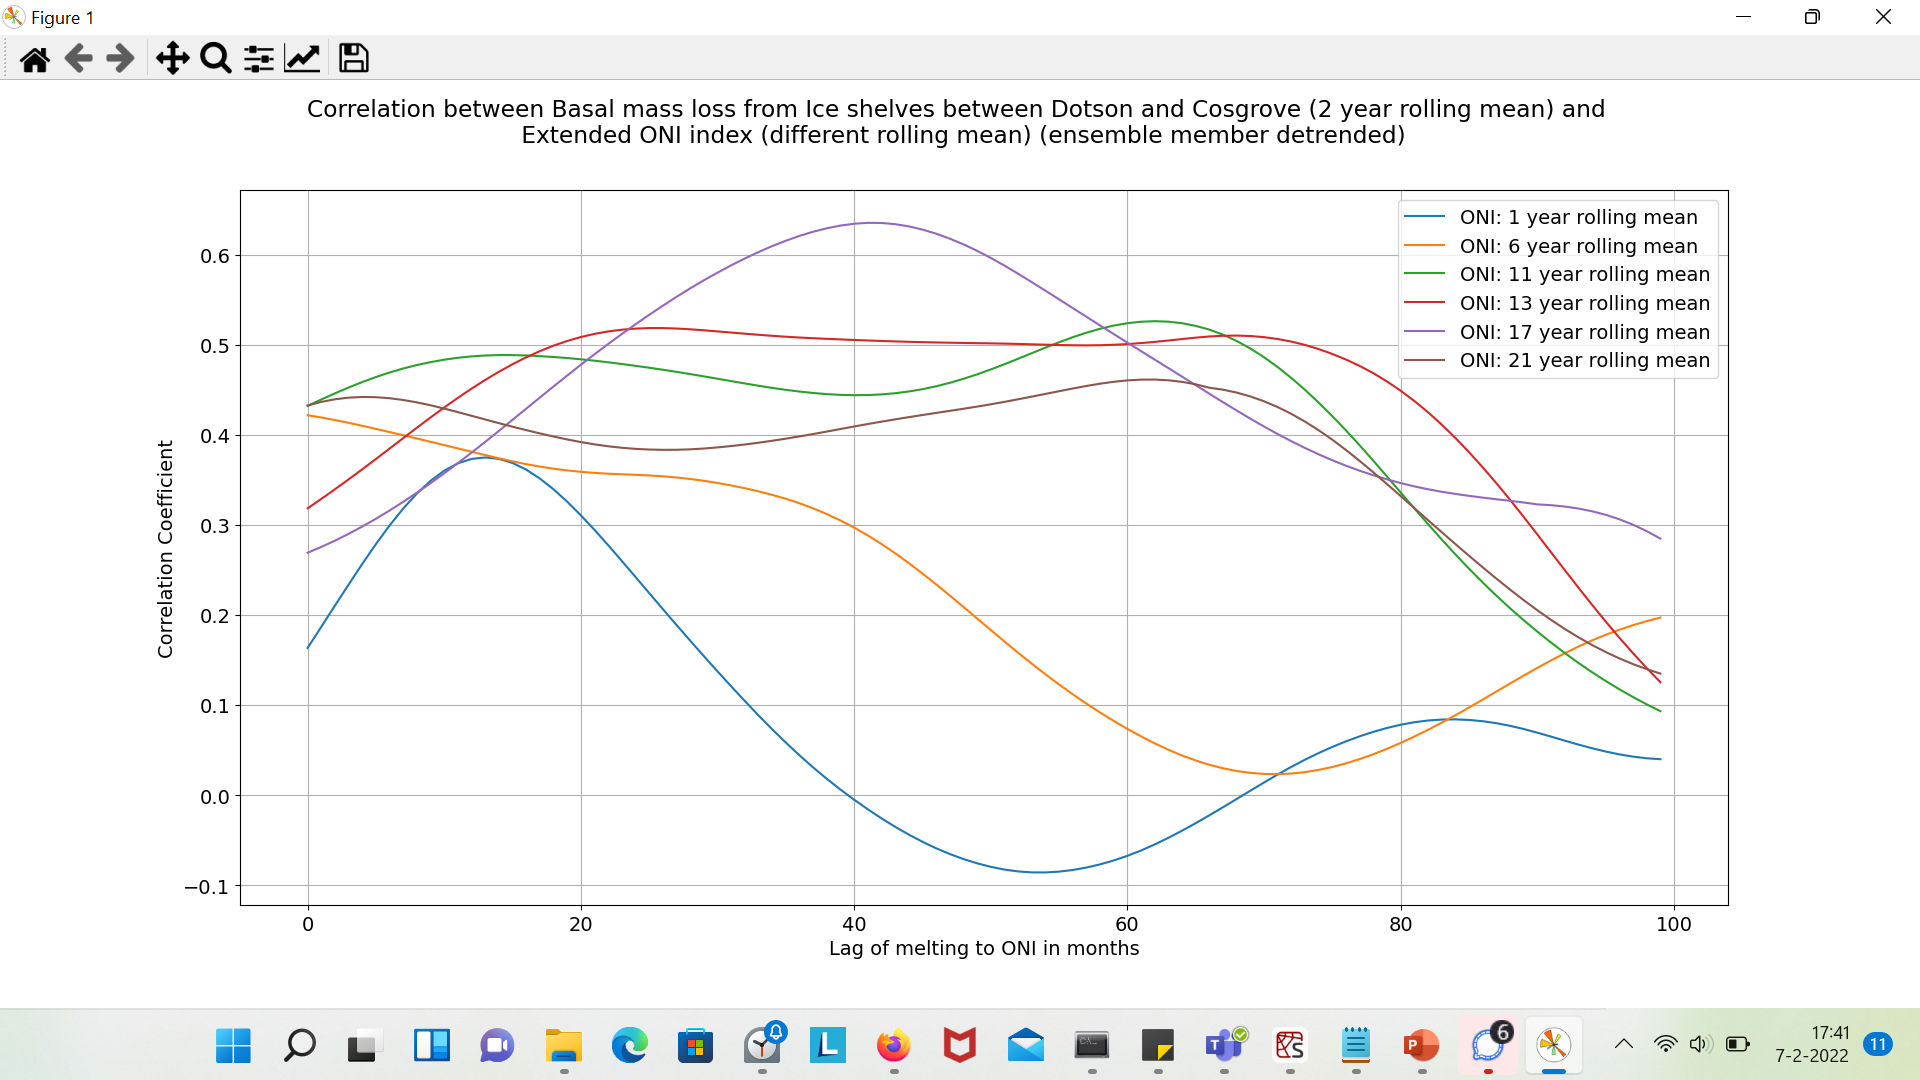 Figure 1
Correlation between Basal mass loss from Ice shelves between Dotson and Cosgrove (2 year rolling mean) and
Extended ONI index (different rolling mean) (ensemble member detrended)
ONI: 1 year rolling mean
ONI: 6 year rolling mean
ONI: 11 year rolling mean
ONI: 13 year rolling mean
ONI: 17 year rolling mean
ONI: 21 year rolling mean
Correlation Coefficient
0.6
0.5
0.4
0.3
0.2
0.1
0.0
−0.1
0 20 40 60 80 100
Lag of melting to ONI in months
L
C:\_
T
S
P
6
17:41
7-2-2022
11